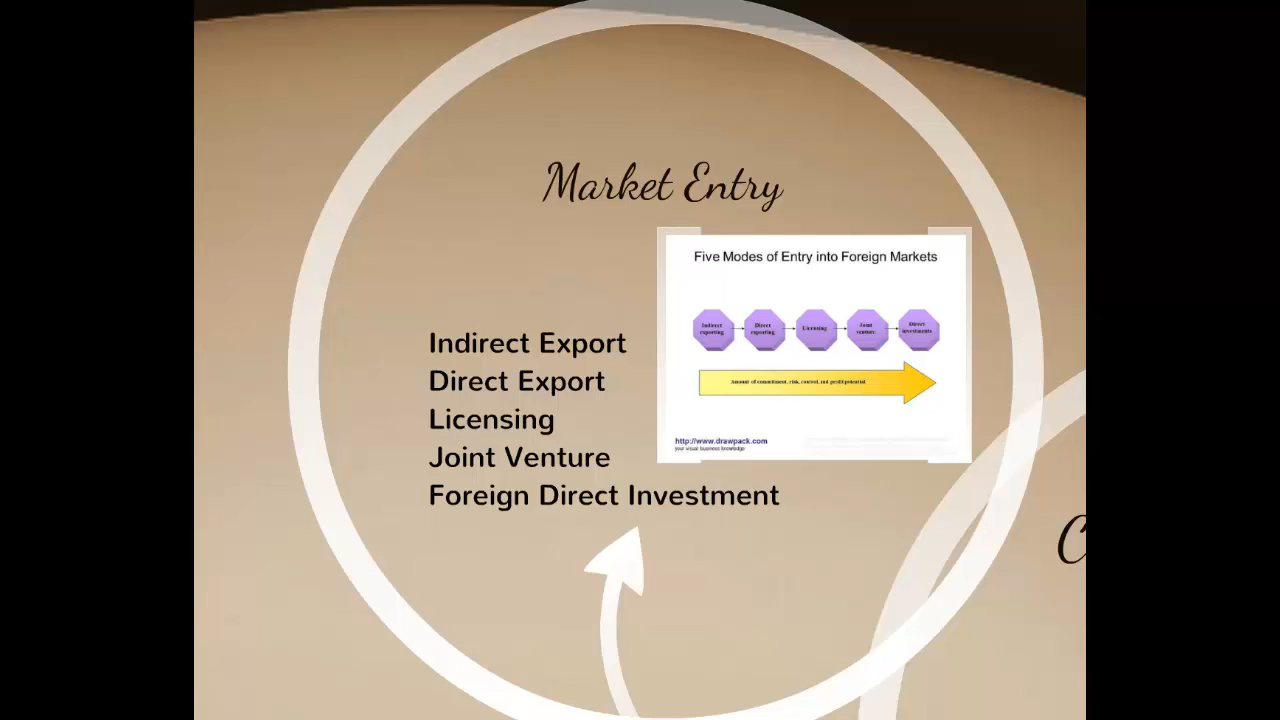 Market Entry
Five Modes of Entry into Foreign Markets
Indirect
exporting
Direct
exporting
Licensing
Joint
venture
Direct
investments
Amount of commitment, risk, control, and profit potential
http://www.drawpack.com
your visual business knowledge
Indirect Export
Direct Export
Licensing
Joint Venture
Foreign Direct Investment
C